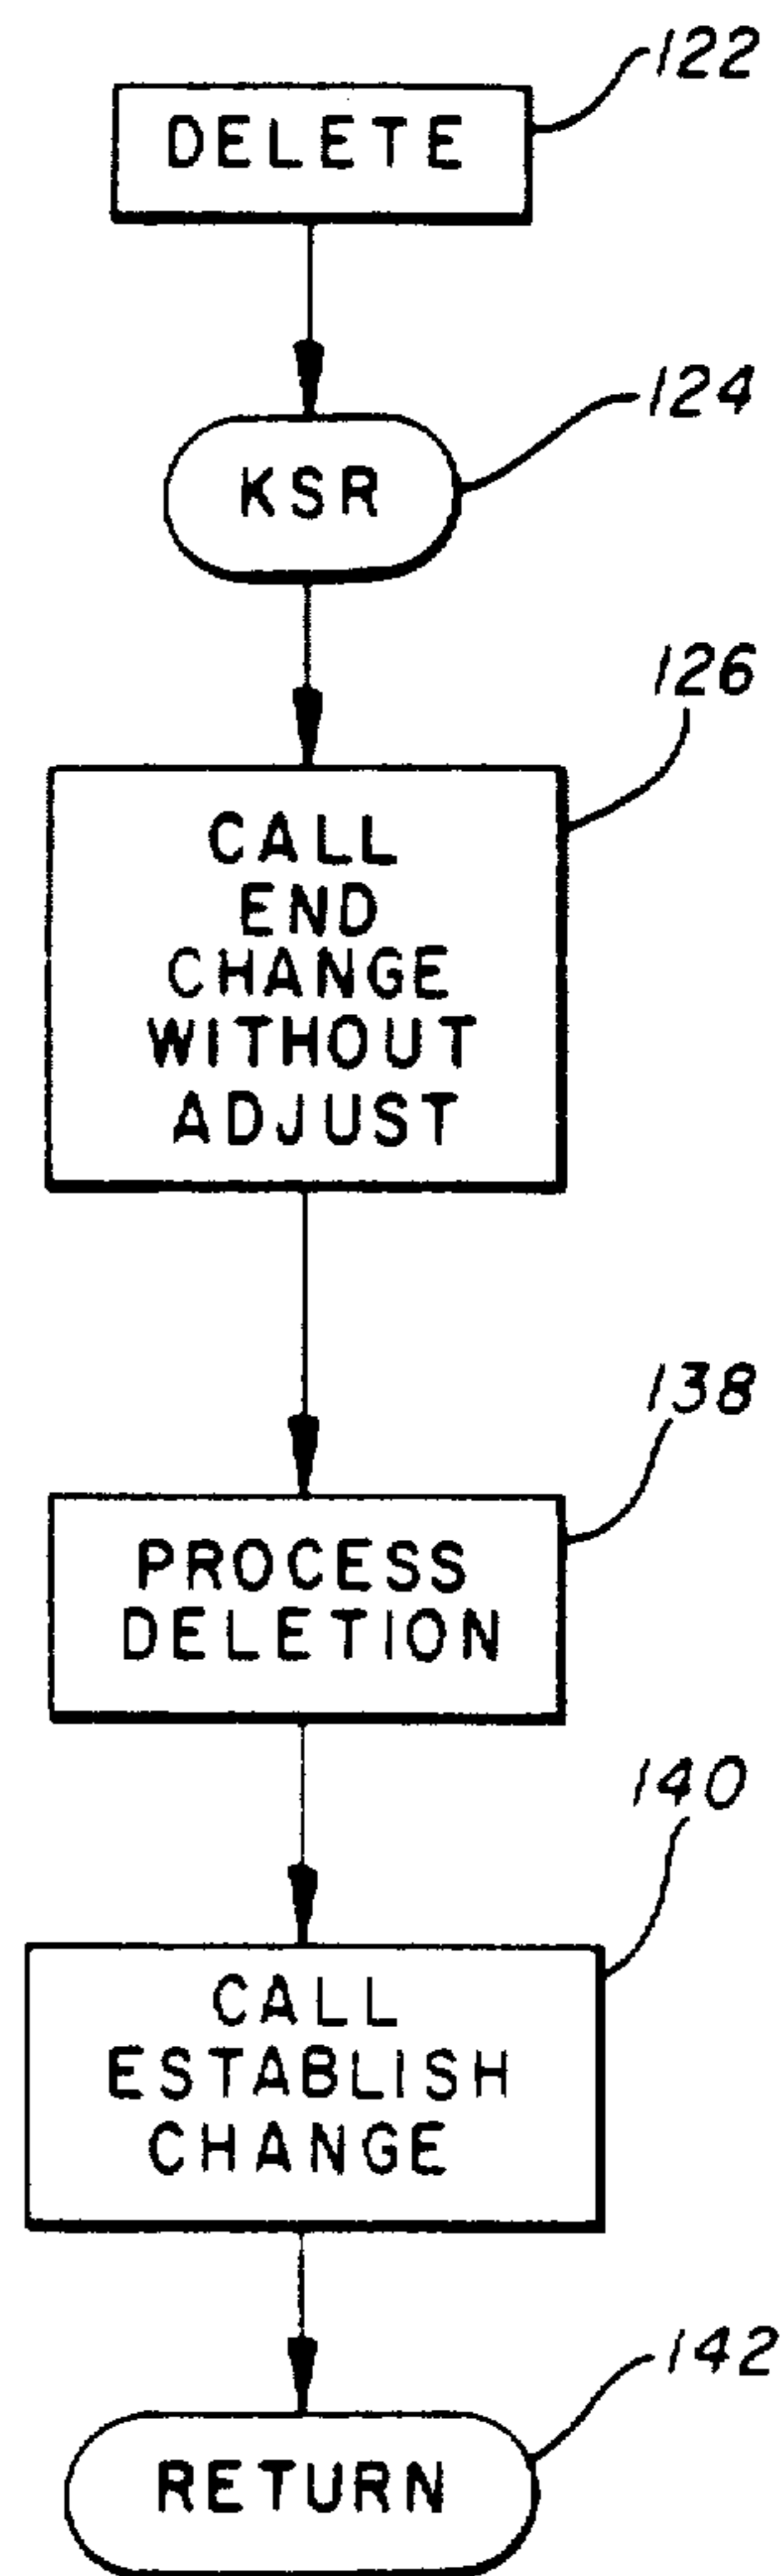 122
DELETE
124
KSR
126
CALL
END
CHANGE
WITHOUT
ADJUST
138
PROCESS
DELETION
140
CALL
ESTABLISH
CHANGE
142
RETURN